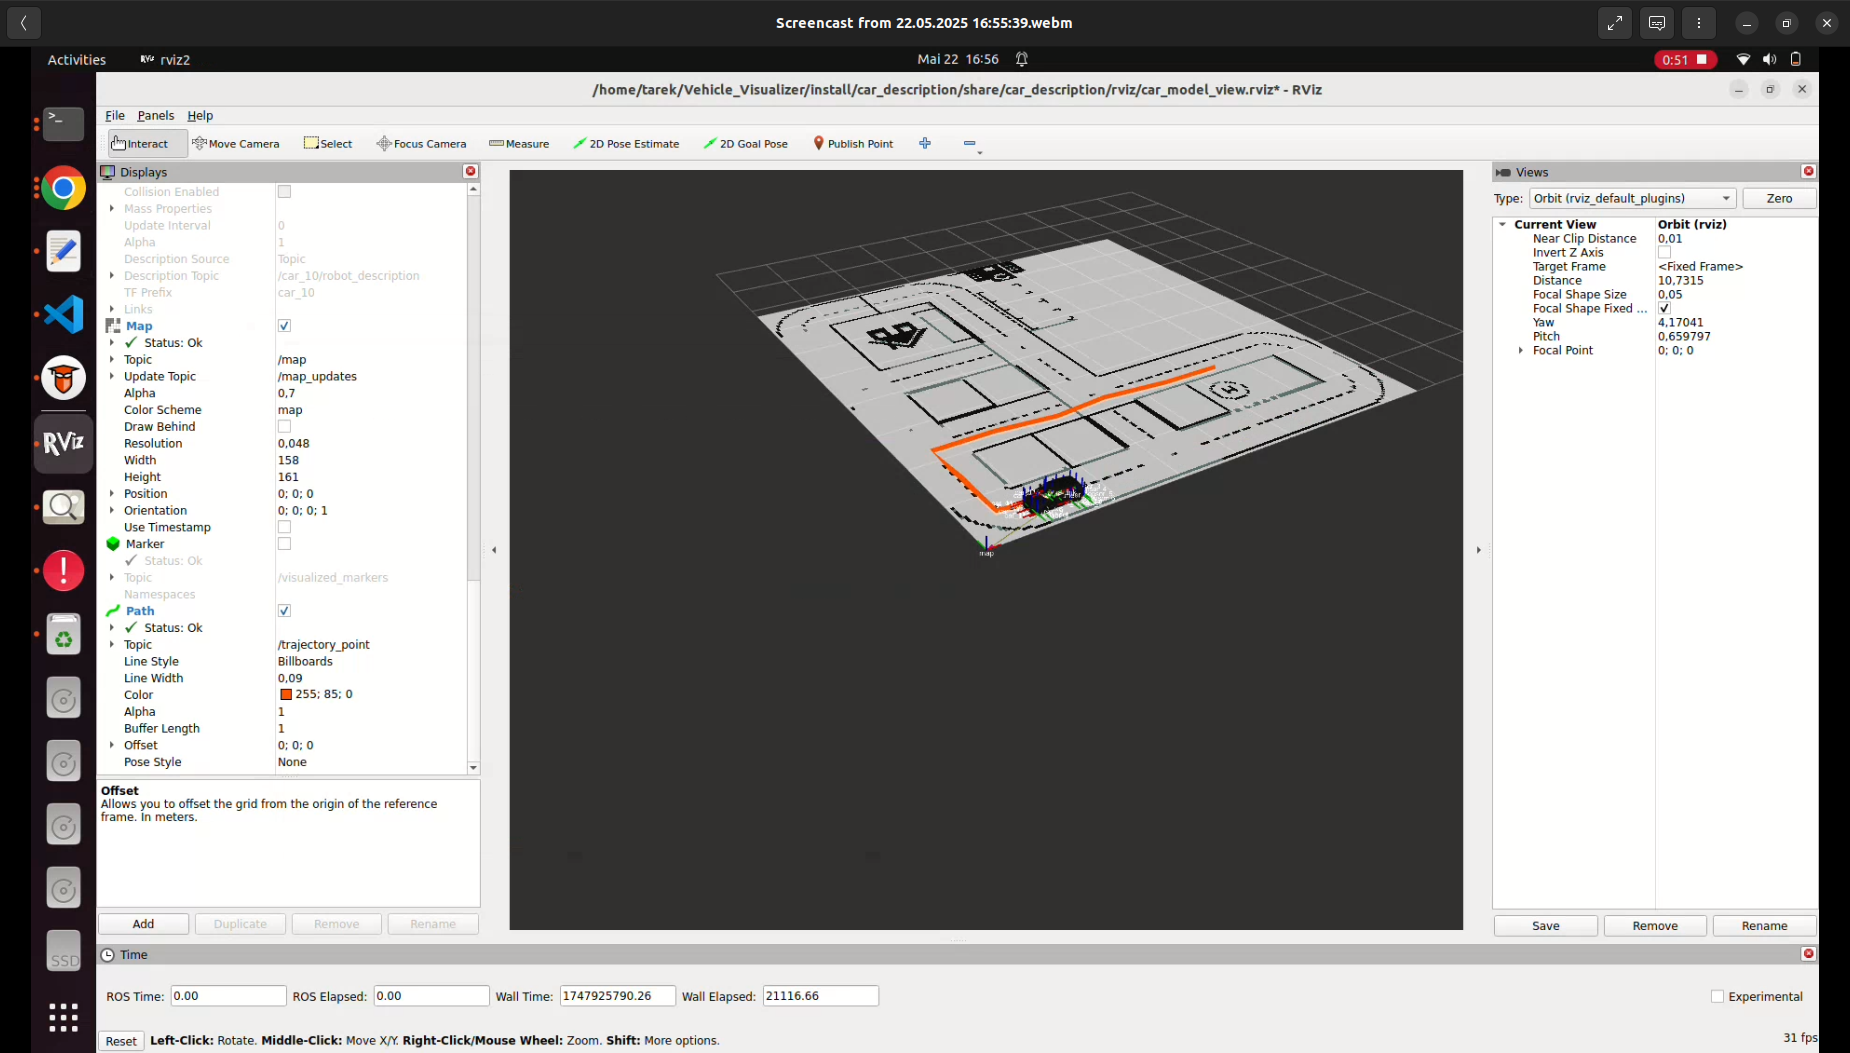 Screencast from 22.05.2025 16:55:39.webm
Activities
RViz rviz2
Mai 22 16:56
0:51
/home/tarek/Vehicle_Visualizer/install/car_description/share/car_description/rviz/car_model_view.rviz* - RViz
File Panels Help
Interact Move Camera Select Focus Camera Measure 2D Pose Estimate 2D Goal Pose Publish Point
Displays
Collision Enabled
Mass Properties
Update Interval 0
Alpha 1
Description Source Topic
Description Topic /car_10/robot_description
TF Prefix car_10
Links
Map
Status: Ok
Topic /map
Update Topic /map_updates
Alpha 0,7
Color Scheme map
Draw Behind
Resolution 0,048
Width 158
Height 161
Position 0; 0; 0
Orientation 0; 0; 0; 1
Use Timestamp
Marker
Status: Ok
Topic /visualized_markers
Namespaces
Path
Status: Ok
Topic /trajectory_point
Line Style Billboards
Line Width 0,09
Color 255; 85; 0
Alpha 1
Buffer Length 1
Offset 0; 0; 0
Pose Style None
Offset
Allows you to offset the grid from the origin of the reference
frame. In meters.
Add Duplicate Remove Rename
RViz
SSD
H
map
Views
Type: Orbit (rviz_default_plugins) Zero
Current View Orbit (rviz)
Near Clip Distance 0,01
Invert Z Axis
Target Frame <Fixed Frame>
Distance 10,7315
Focal Shape Size 0,05
Focal Shape Fixed ...
Yaw 4,17041
Pitch 0,659797
Focal Point 0; 0; 0
Save Remove Rename
Time
ROS Time: 0.00 ROS Elapsed: 0.00 Wall Time: 1747925790.26 Wall Elapsed: 21116.66
Experimental
Reset Left-Click: Rotate. Middle-Click: Move X/Y. Right-Click/Mouse Wheel: Zoom. Shift: More options.
31 fps